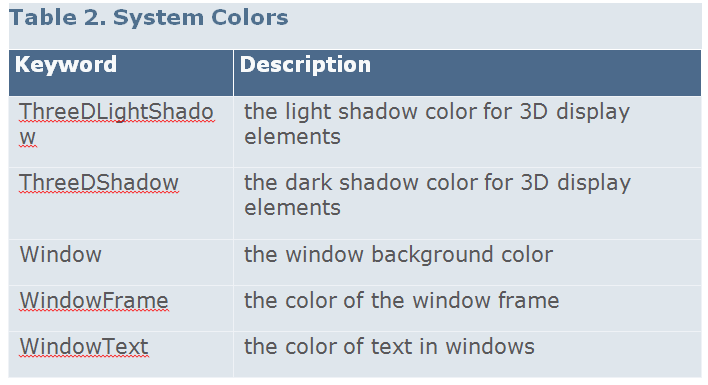 Table 2. System Colors
Keyword Description
ThreeDLightShado the light shadow color for 3D display
w elements
ThreeDShadow the dark shadow color for 3D display
elements
Window the window background color
WindowFrame the color of the window frame
WindowText the color of text in windows